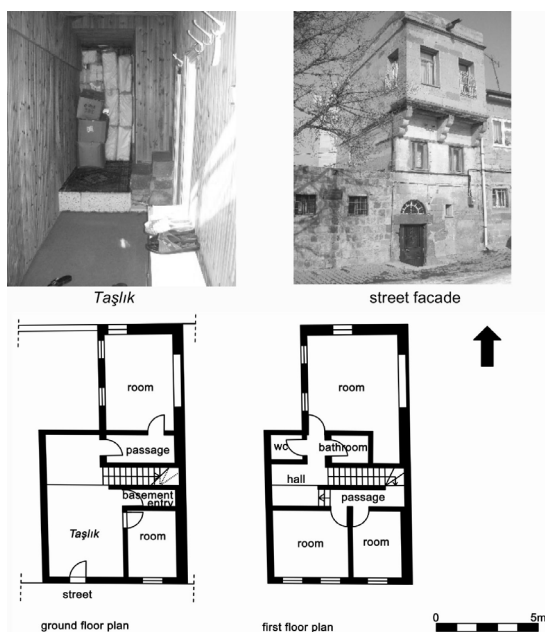 Taşlık
street facade
room
passage
basement
entry
Taşlık
room
street
ground floor plan
room
wc
bathroom
hall
passage
room
room
first floor plan
0
5m